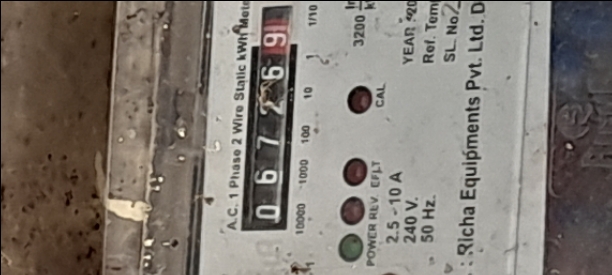 A.C. 1 Phase 2 Wire Static kWh Mete
0 6 7 2 6 9
10000 1000 100 10 1 1/10
CAL
POWER REV. EFLT
3200
2.5 - 10 A
240 V.
50 Hz.
YEAR
Ref. Tem
SL. No.
: Richa Equipments Pvt. Ltd. D